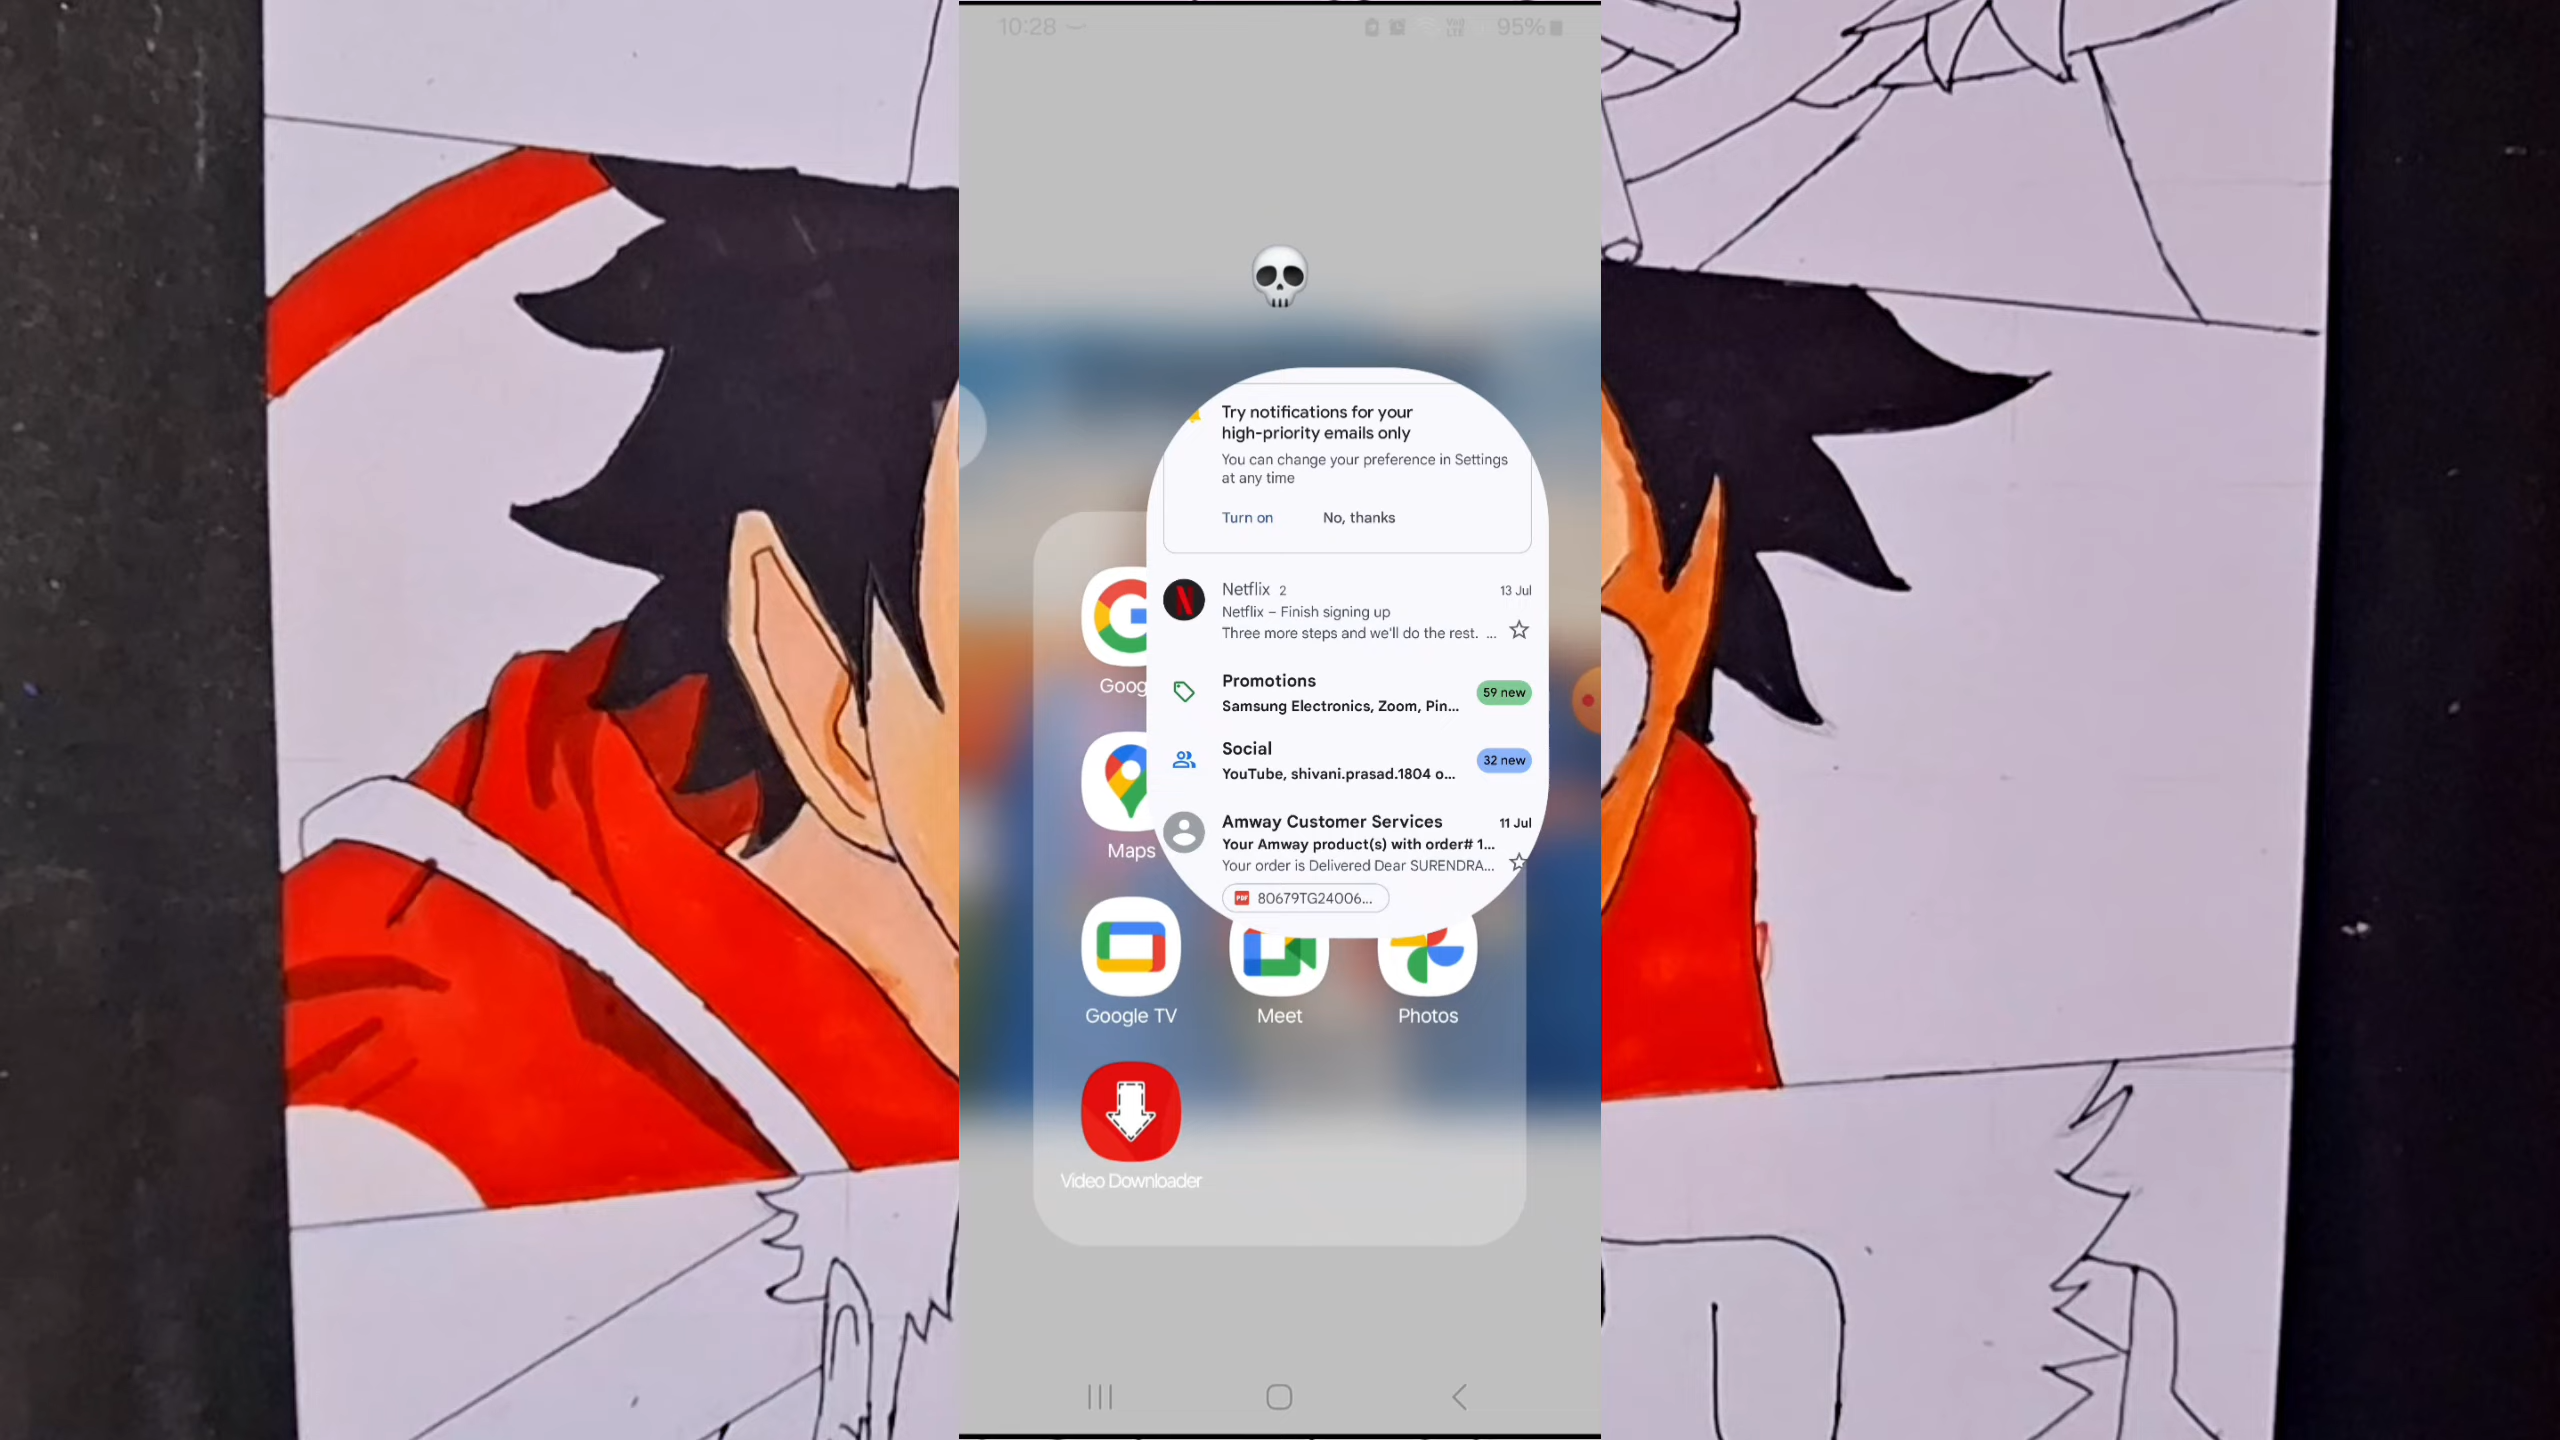 10:28
VoD
LTE
95%
Try notifications for your
high-priority emails only
You can change your preference in Settings
at any time
Turn on
No, thanks
Netflix 2
13 Jul
Netflix – Finish signing up
Three more steps and we'll do the rest. ...
Promotions
59 new
Samsung Electronics, Zoom, Pin...
Social
32 new
YouTube, shivani.prasad.1804 o...
Amway Customer Services
11 Jul
Your Amway product(s) with order# 1...
Your order is Delivered Dear SURENDRA...
PDF
80679TG24006...
Goog
Maps
Google TV
Meet
Photos
Video Downloader